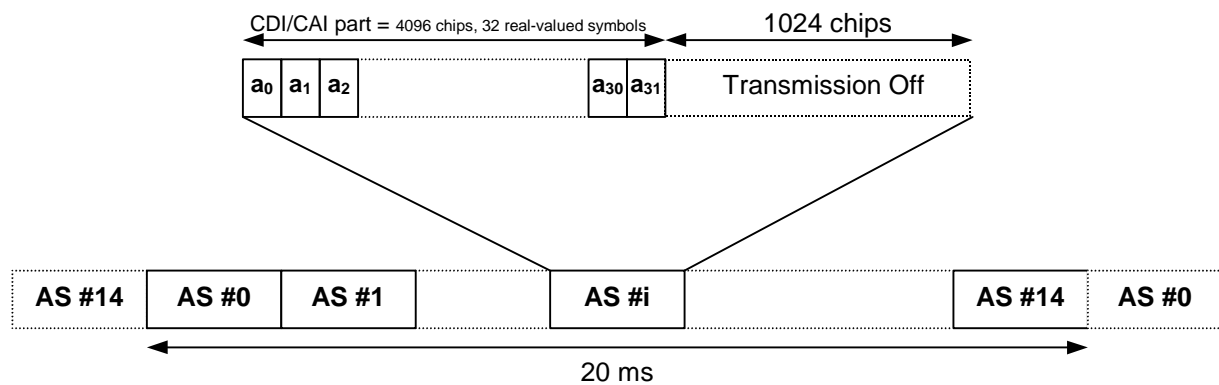 CDI/CAI part = 4096 chips, 32 real-valued symbols
1024 chips
a0 a1 a2 a30 a31 Transmission Off
AS #14 AS #0 AS #1 AS #i AS #14 AS #0
20 ms